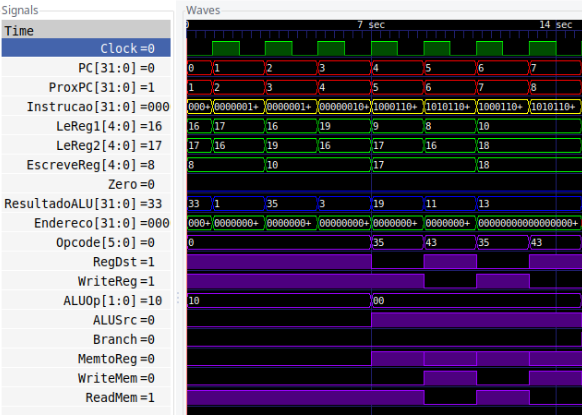 Signals
Waves
Time
7 sec
14 sec
Clock=0
PC[31:0]=0
0 1 2 3 4 5 6 7
ProxPC[31:0]=1
1 2 3 4 5 6 7 8
Instrucao[31:0]=000
000+ 0000001+ 0000001+ 00000010+ 1000110+ 1010110+ 1000110+ 1010110+
LeReg1[4:0]=16
16 17 16 19 9 8 10
LeReg2[4:0]=17
17 16 19 16 17 16 18
EscreveReg[4:0]=8
8 10 17 18
Zero=0
ResultadoALU[31:0]=33
33 1 35 3 19 11 13
Endereco[31:0]=000
000+ 0000000+ 0000000+ 00000000+ 0000000+ 0000000+ 0000000000000000+
Opcode[5:0]=0
0 35 43 35 43
RegDst=1
WriteReg=1
ALUOp[1:0]=10
10 00
ALUSrc=0
Branch=0
MemtoReg=0
WriteMem=0
ReadMem=1